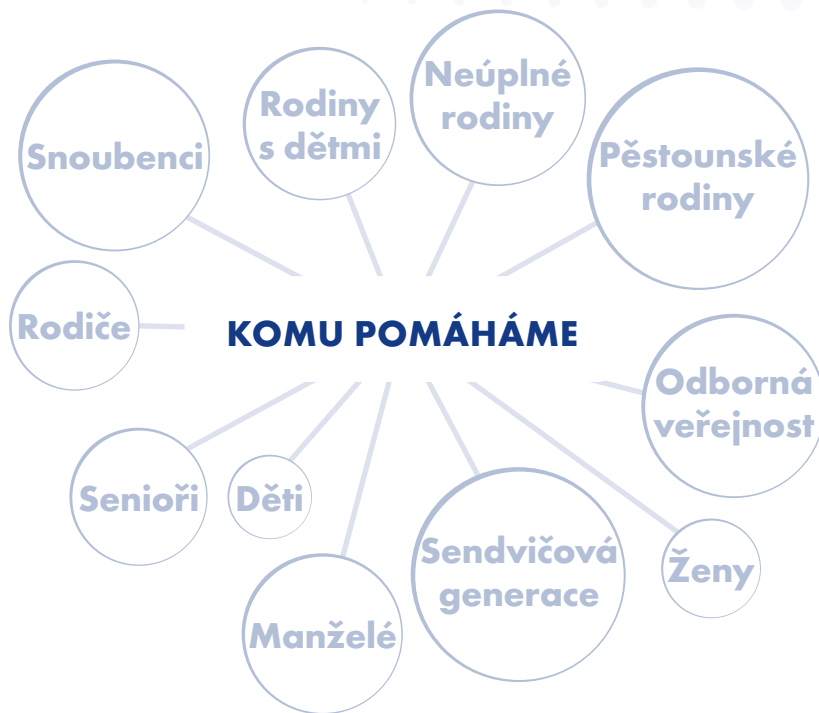 Neúplné
rodiny
Rodiny
s dětmi
Snoubenci
Pěstounské
rodiny
Rodiče
KOMU POMÁHÁME
Odborná
veřejnost
Senioři
Děti
Sendvičová
generace
Ženy
Manželé